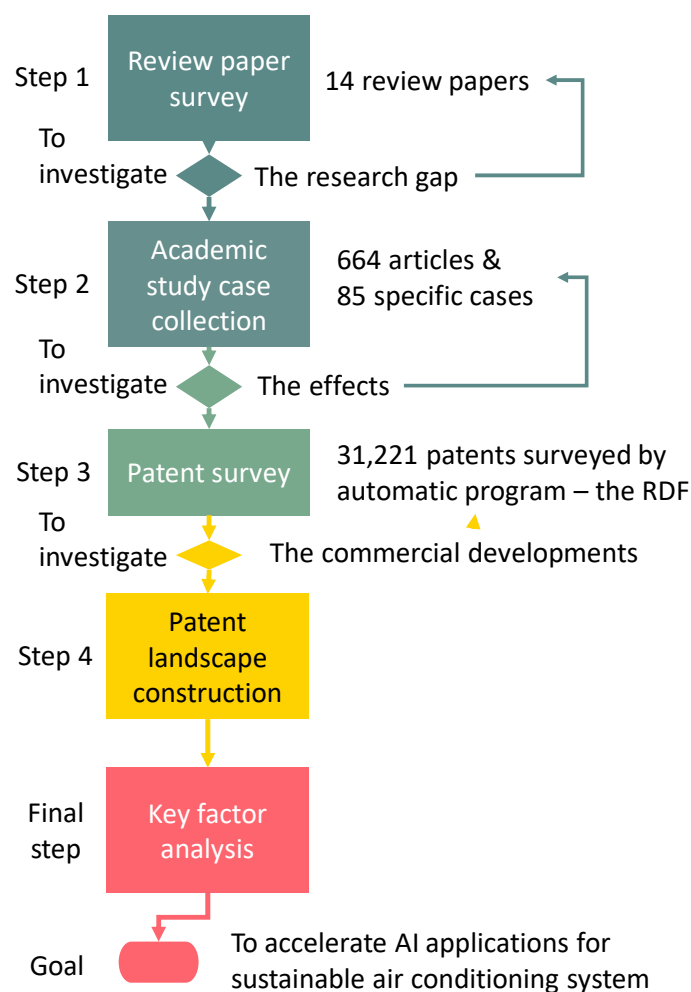 Step 1
Review paper
survey
14 review papers
To
investigate
The research gap
Step 2
Academic
study case
collection
664 articles &
85 specific cases
To
investigate
The effects
Step 3
Patent survey
31,221 patents surveyed by
automatic program – the RDF
To
investigate
The commercial developments
Step 4
Patent
landscape
construction
Final
step
Key factor
analysis
Goal
To accelerate AI applications for
sustainable air conditioning system